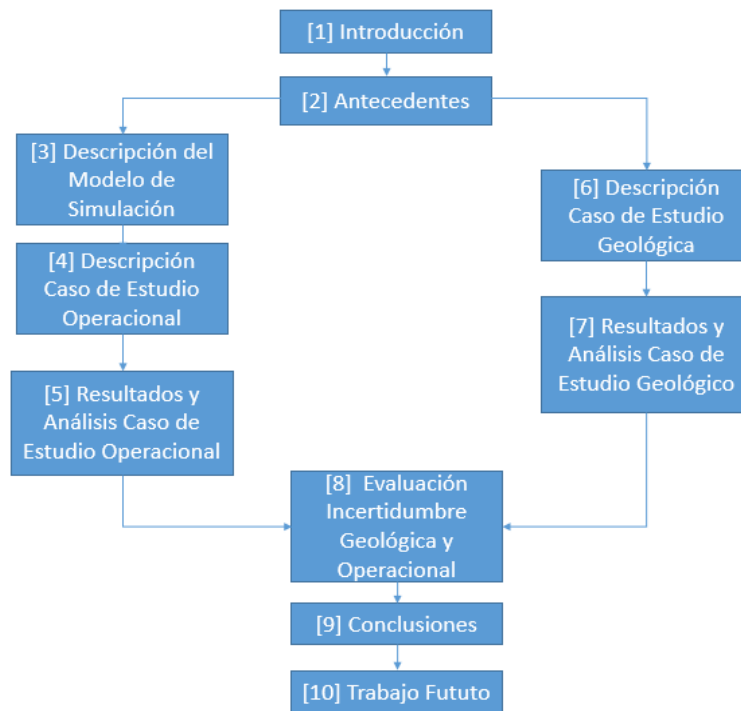 [1] Introducción
[2] Antecedentes
[3] Descripción del
Modelo de
Simulación
[4] Descripción
Caso de Estudio
Operacional
[5] Resultados y
Análisis Caso de
Estudio Operacional
[6] Descripción
Caso de Estudio
Geológica
[7] Resultados y
Análisis Caso de
Estudio Geológico
[8] Evaluación
Incertidumbre
Geológica y
Operacional
[9] Conclusiones
[10] Trabajo Fututo